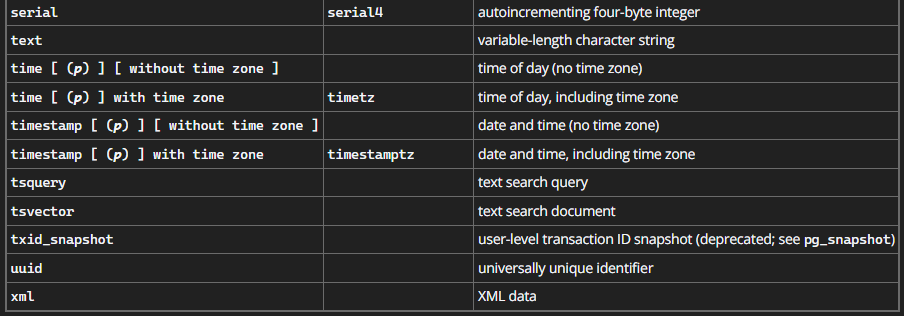 serial serial4 autoincrementing four-byte integer
text variable-length character string
time [ (p) ] [ without time zone ] time of day (no time zone)
time [ (p) ] with time zone timetz time of day, including time zone
timestamp [ (p) ] [ without time zone ] date and time (no time zone)
timestamp [ (p) ] with time zone timestamptz date and time, including time zone
tsquery text search query
tsvector text search document
txid_snapshot user-level transaction ID snapshot (deprecated; see pg_snapshot)
uuid universally unique identifier
xml XML data